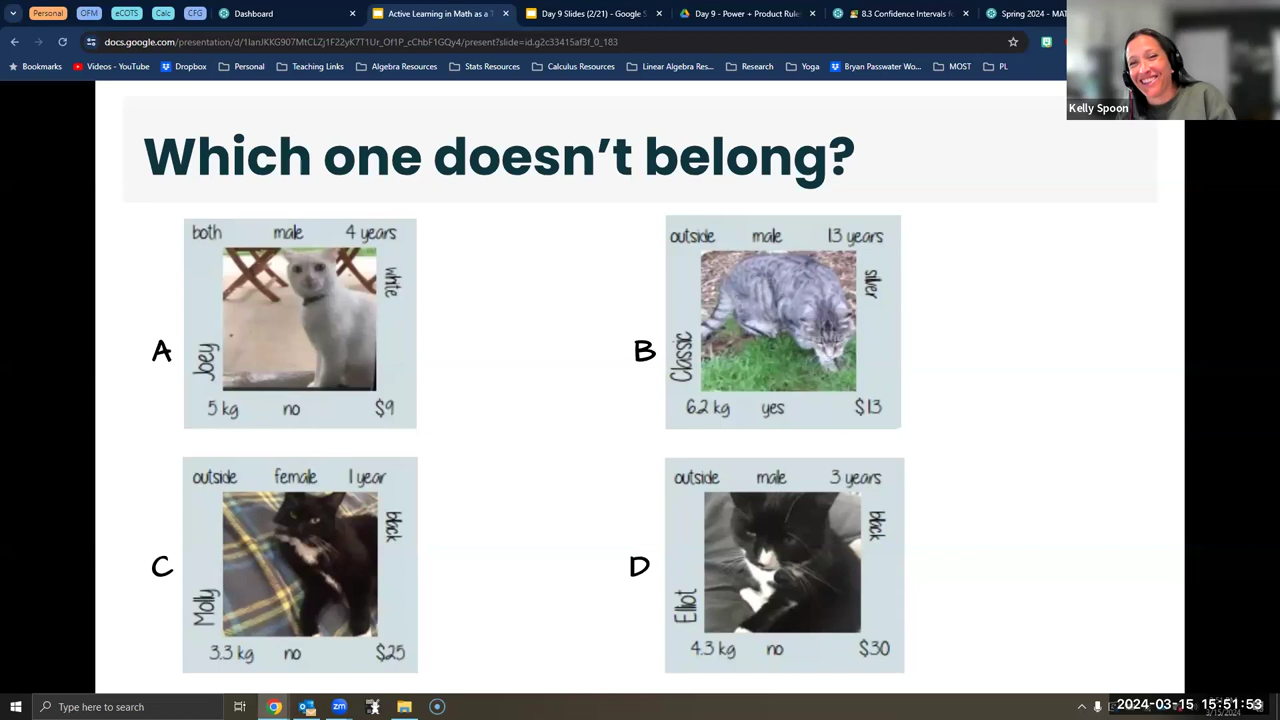 Personal OFM eCOTS Calc CFG Dashboard Active Learning in Math as a T Day 9 Slides (2/21) - Google S Day 9 - Power + Product Rule 8.3 Confidence Intervals f Spring 2024 - MAT
docs.google.com/presentation/d/1IanJKKG907MtCLZj1F22yK7T1Ur_Of1P_cChbF1GQy4/present?slide=id.g2c33415af3f_0_183
Bookmarks Videos - YouTube Dropbox Personal Teaching Links Algebra Resources Stats Resources Calculus Resources Linear Algebra Res... Research Yoga Bryan Passwater Wo... MOST PL
Kelly Spoon
Which one doesn't belong?
both male 4 years
white
Joey
A
5 kg no $9
outside male 13 years
silver
Classic
B
6.2 kg yes $13
outside female 1 year
black
Molly
C
3.3 kg no $25
outside male 3 years
black
Elliot
D
4.3 kg no $30
Type here to search
2024-03-15 15:51:53